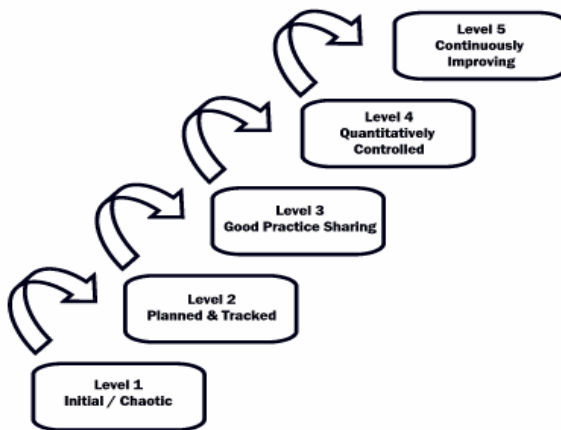 Level 5
Continuously
Improving
Level 4
Quantitatively
Controlled
Level 3
Good Practice Sharing
Level 2
Planned & Tracked
Level 1
Initial / Chaotic